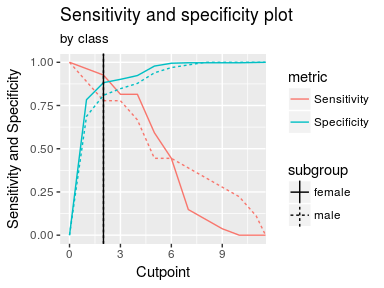 Sensitivity and specificity plot
by class
Sensitivity and Specificity
1.00
0.75
0.50
0.25
0.00
0
3
6
9
Cutpoint
metric
Sensitivity
Specificity
subgroup
female
male